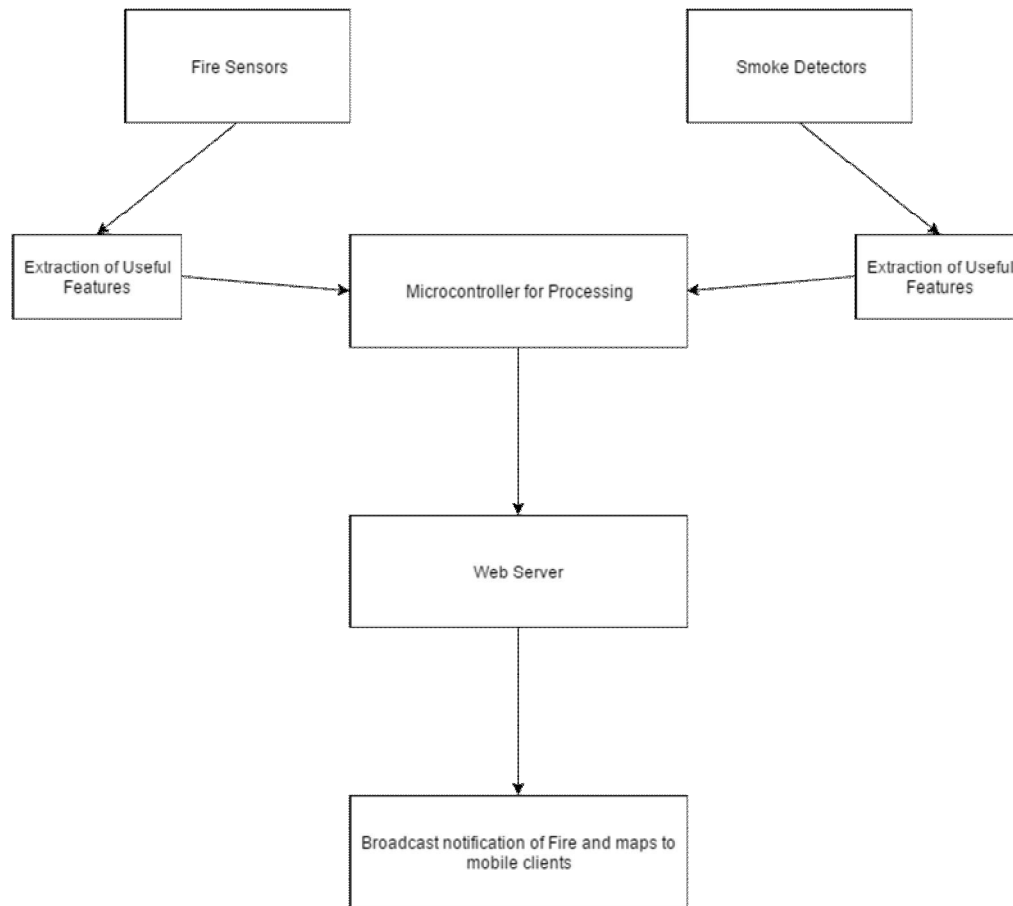 Fire Sensors
Smoke Detectors
Extraction of Useful
Features
Microcontroller for Processing
Extraction of Useful
Features
Web Server
Broadcast notification of Fire and maps to
mobile clients